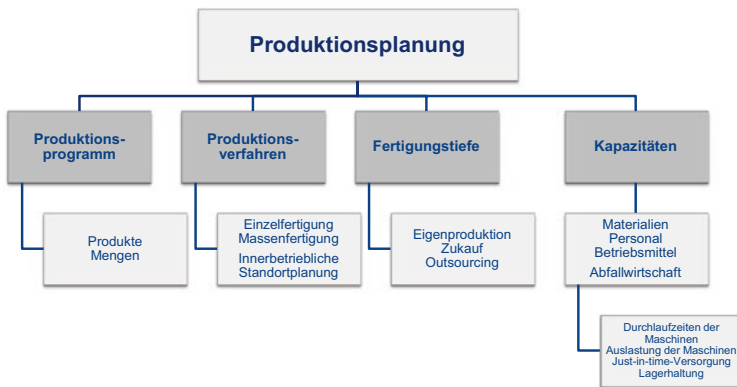 Produktionsplanung
Produktions-
programm
Produktions-
verfahren
Fertigungstiefe
Kapazitäten
Produkte
Mengen
Einzelfertigung
Massenfertigung
Innerbetriebliche
Standortplanung
Eigenproduktion
Zukauf
Outsourcing
Materialien
Personal
Betriebsmittel
Abfallwirtschaft
Durchlaufzeiten der
Maschinen
Auslastung der Maschinen
Just-in-time-Versorgung
Lagerhaltung